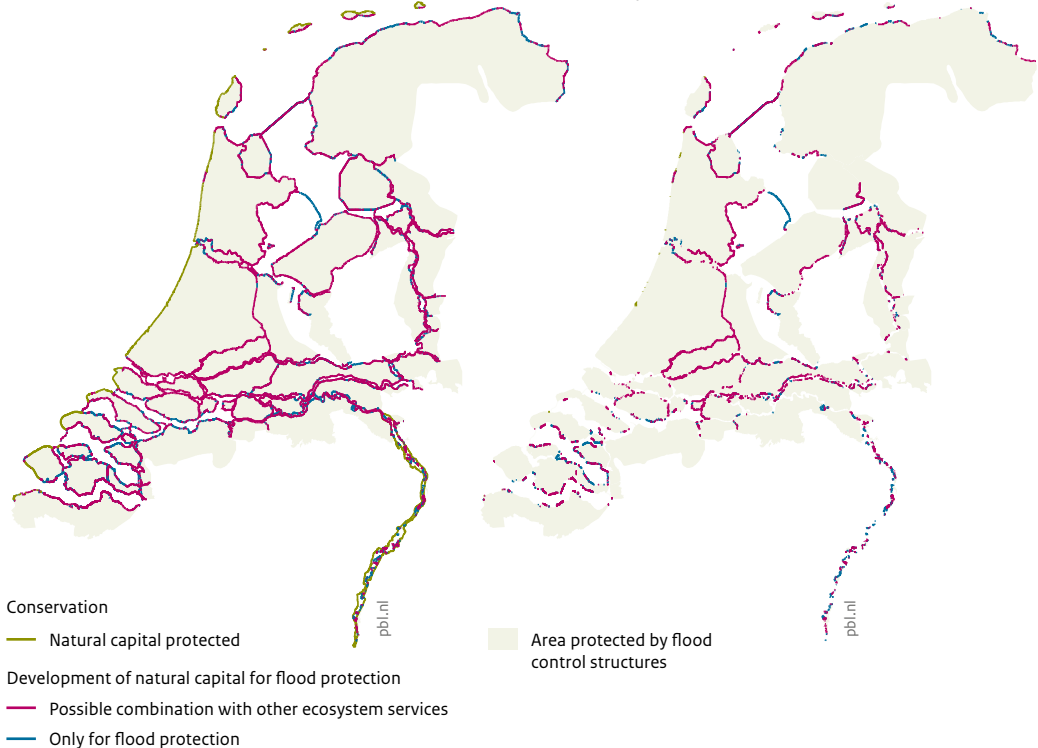 Conservation
Natural capital protected
Development of natural capital for flood protection
Possible combination with other ecosystem services
Only for flood protection
pbl.nl
Area protected by flood
control structures
pbl.nl